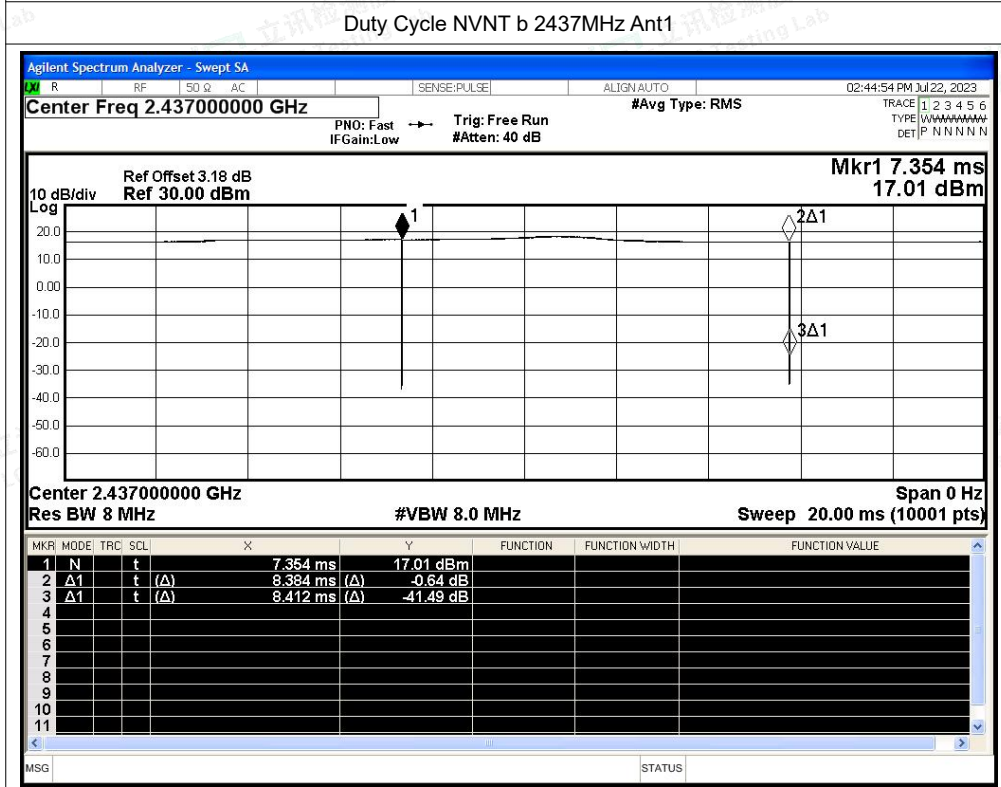 Duty Cycle NVNT b 2437MHz Ant1
Agilent Spectrum Analyzer - Swept SA
LXI R RF 50 Ω AC SENSE:PULSE ALIGN AUTO 02:44:54 PM Jul 22, 2023
Center Freq 2.437000000 GHz #Avg Type: RMS TRACE 1 2 3 4 5 6
PNO: Fast Trig: Free Run TYPE WWWWWW
IFGain:Low #Atten: 40 dB DET P N N N N N
Mkr1 7.354 ms
Ref Offset 3.18 dB
10 dB/div Ref 30.00 dBm 17.01 dBm
Log
1 2Δ1
20.0
10.0
0.00
-10.0
-20.0 3Δ1
-30.0
-40.0
-50.0
-60.0
Center 2.437000000 GHz Span 0 Hz
Res BW 8 MHz #VBW 8.0 MHz Sweep 20.00 ms (10001 pts)
MKR MODE TRC SCL X Y FUNCTION FUNCTION WIDTH FUNCTION VALUE
1 N t 7.354 ms 17.01 dBm
2 Δ1 t (Δ) 8.384 ms (Δ) -0.64 dB
3 Δ1 t (Δ) 8.412 ms (Δ) -41.49 dB
4
5
6
7
8
9
10
11
MSG STATUS